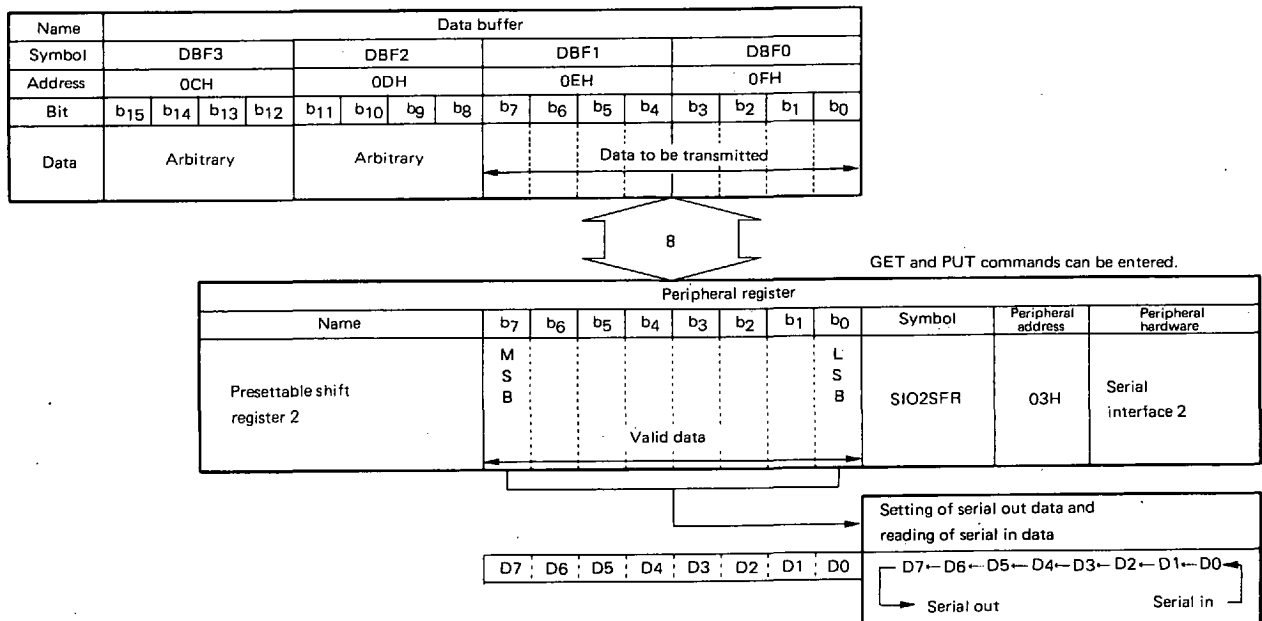 Name Data buffer
Symbol DBF3 DBF2 DBF1 DBF0
Address 0CH 0DH 0EH 0FH
Bit b15 b14 b13 b12 b11 b10 b9 b8 b7 b6 b5 b4 b3 b2 b1 b0
Data Arbitrary Arbitrary Data to be transmitted
8
GET and PUT commands can be entered.
Peripheral register
Name b7 b6 b5 b4 b3 b2 b1 b0 Symbol Peripheral address Peripheral hardware
MSB LSB
Presettable shift
register 2
SIO2SFR 03H Serial
interface 2
Valid data
Setting of serial out data and
reading of serial in data
D7 D6 D5 D4 D3 D2 D1 D0
D7←D6←D5←D4←D3←D2←D1←D0
Serial out Serial in